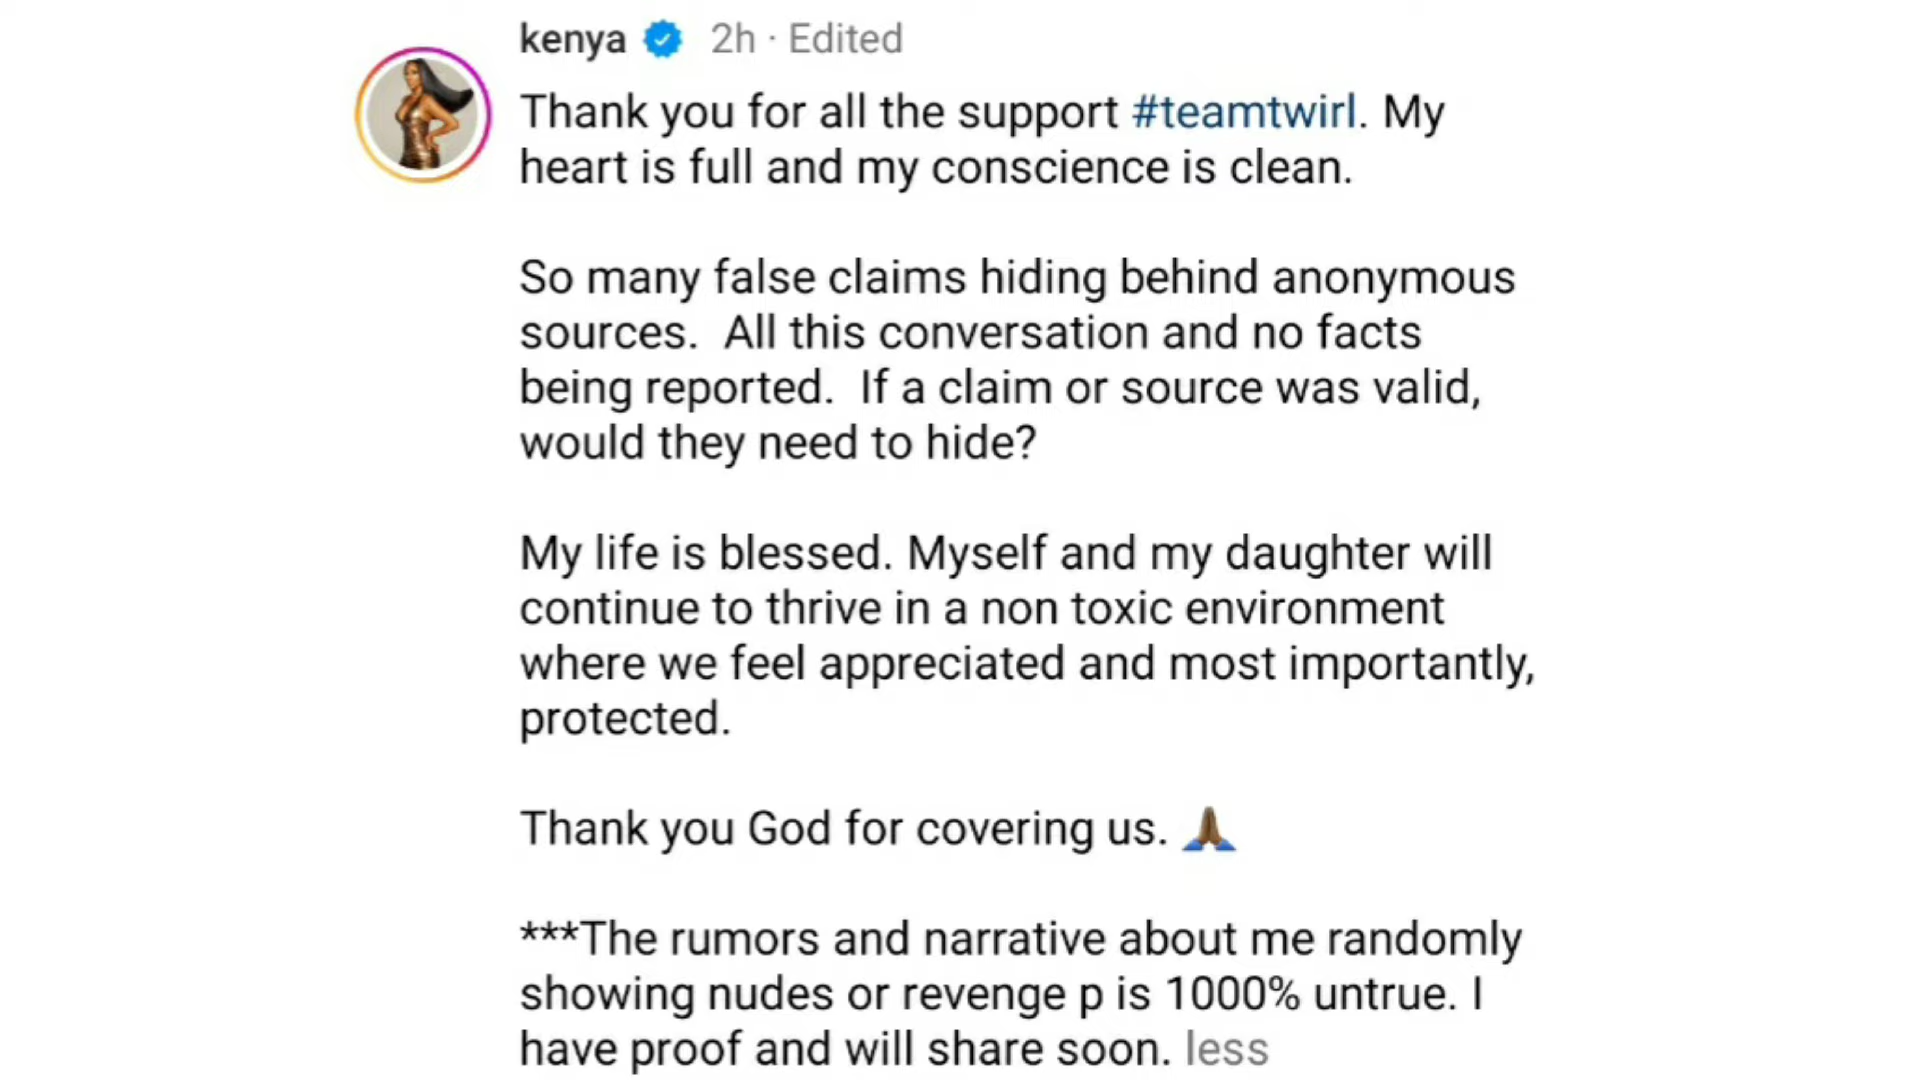 kenya 2h · Edited
Thank you for all the support #teamtwirl. My
heart is full and my conscience is clean.
So many false claims hiding behind anonymous
sources.  All this conversation and no facts
being reported.  If a claim or source was valid,
would they need to hide?
My life is blessed. Myself and my daughter will
continue to thrive in a non toxic environment
where we feel appreciated and most importantly,
protected.
Thank you God for covering us. 🙏🏾
***The rumors and narrative about me randomly
showing nudes or revenge p is 1000% untrue. I
have proof and will share soon. less